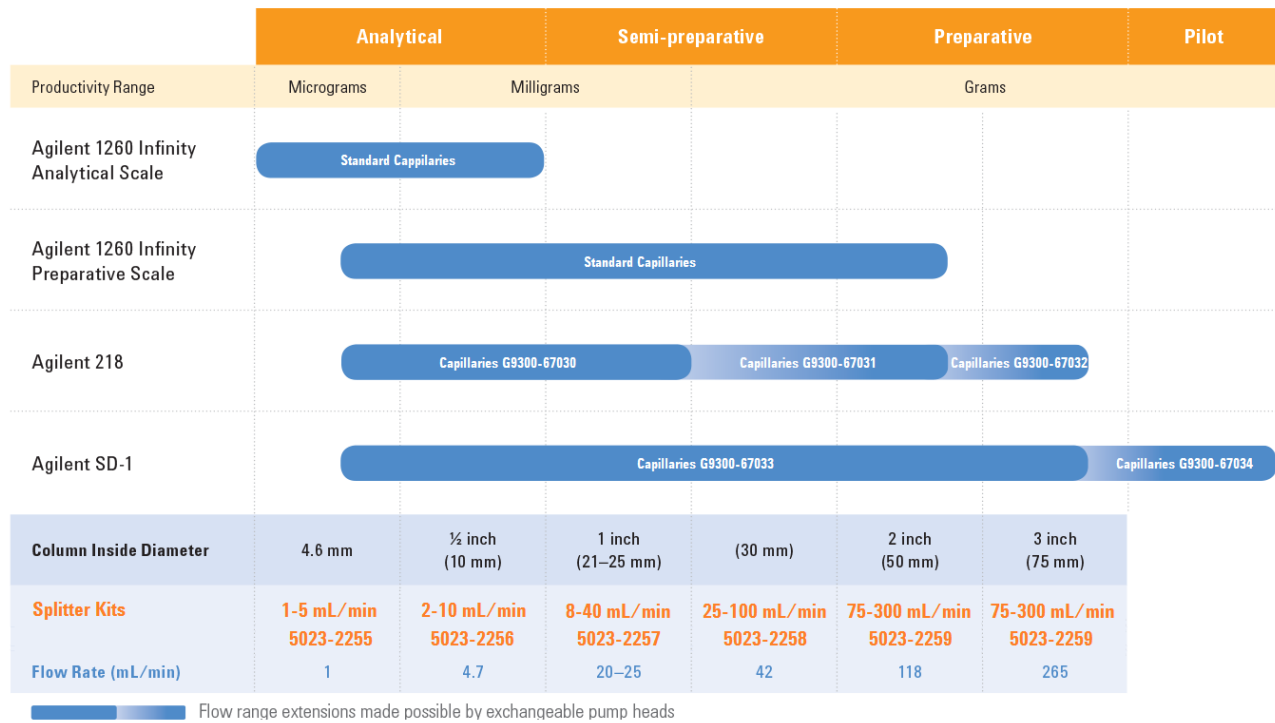 Analytical Semi-preparative Preparative Pilot
Productivity Range Micrograms Milligrams Grams
Agilent 1260 Infinity
Analytical Scale
Standard Cappilaries
Agilent 1260 Infinity
Preparative Scale
Standard Capillaries
Agilent 218 Capillaries G9300-67030 Capillaries G9300-67031 Capillaries G9300-67032
Agilent SD-1 Capillaries G9300-67033 Capillaries G9300-67034
Column Inside Diameter 4.6 mm ½ inch (10 mm) 1 inch (21–25 mm) (30 mm) 2 inch (50 mm) 3 inch (75 mm)
Splitter Kits 1-5 mL/min 2-10 mL/min 8-40 mL/min 25-100 mL/min 75-300 mL/min 75-300 mL/min
5023-2255 5023-2256 5023-2257 5023-2258 5023-2259 5023-2259
Flow Rate (mL/min) 1 4.7 20–25 42 118 265
Flow range extensions made possible by exchangeable pump heads